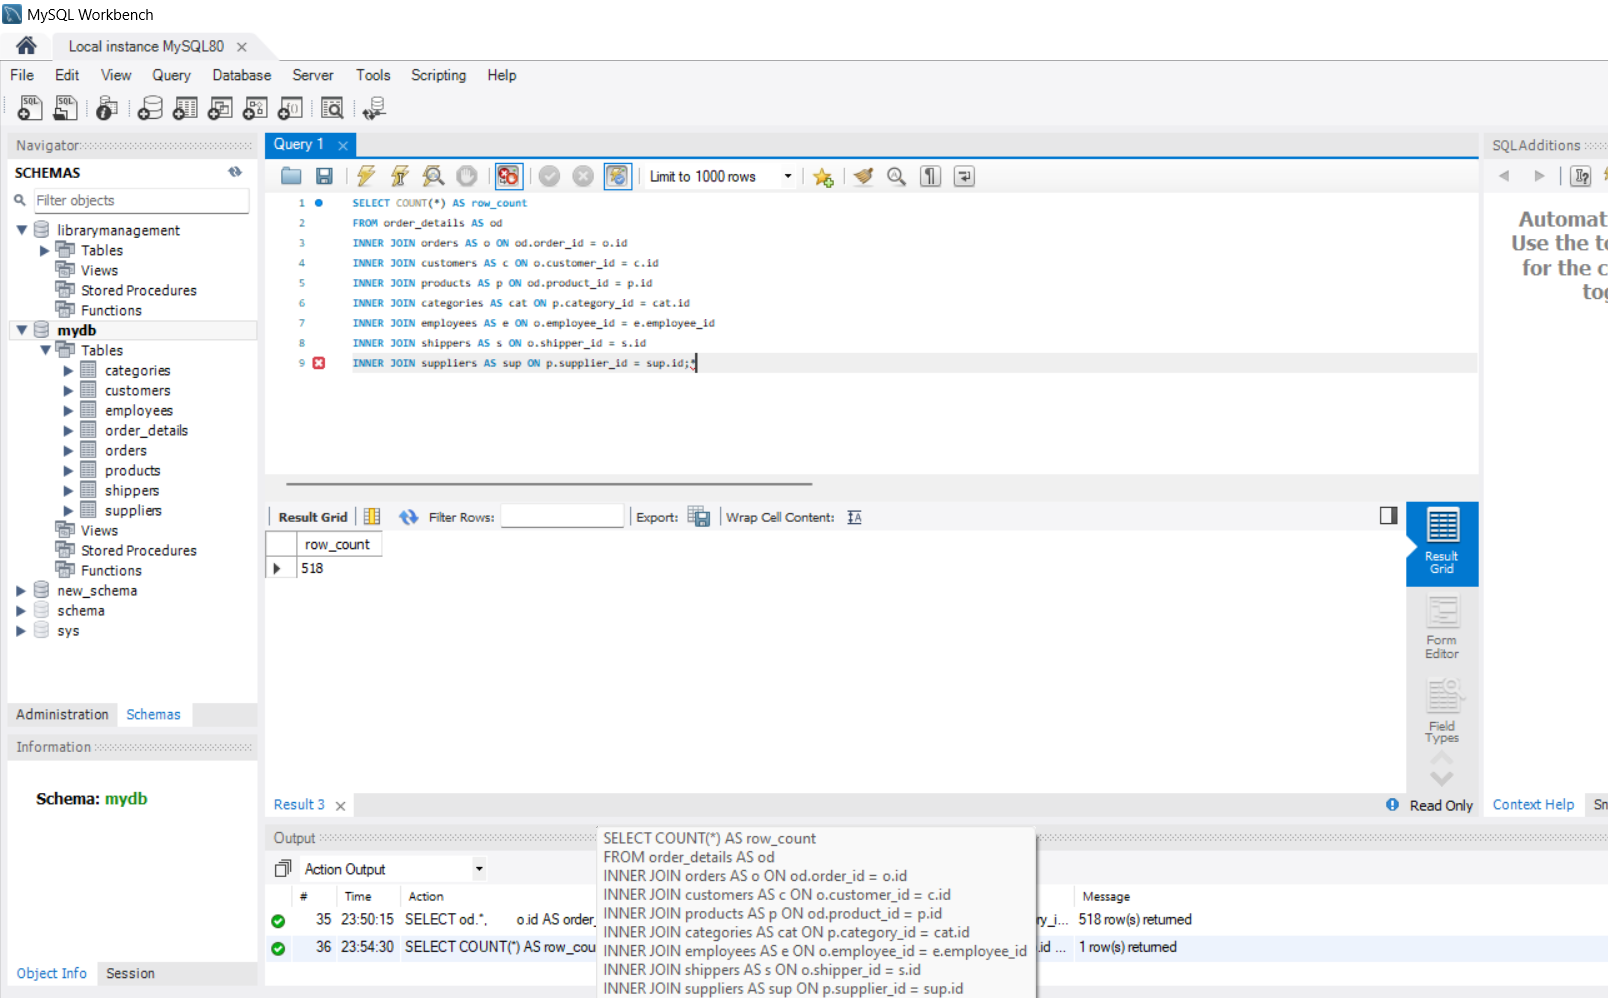 MySQL Workbench
Local instance MySQL80
File Edit View Query Database Server Tools Scripting Help
Navigator
SCHEMAS
Filter objects
librarymanagement
Tables
Views
Stored Procedures
Functions
mydb
Tables
categories
customers
employees
order_details
orders
products
shippers
suppliers
Views
Stored Procedures
Functions
new_schema
schema
sys
Administration Schemas
Information
Schema: mydb
Object Info Session
Query 1
Limit to 1000 rows
1 SELECT COUNT(*) AS row_count
2 FROM order_details AS od
3 INNER JOIN orders AS o ON od.order_id = o.id
4 INNER JOIN customers AS c ON o.customer_id = c.id
5 INNER JOIN products AS p ON od.product_id = p.id
6 INNER JOIN categories AS cat ON p.category_id = cat.id
7 INNER JOIN employees AS e ON o.employee_id = e.employee_id
8 INNER JOIN shippers AS s ON o.shipper_id = s.id
9 INNER JOIN suppliers AS sup ON p.supplier_id = sup.id;*
Result Grid Filter Rows: Export: Wrap Cell Content:
row_count
518
Result Grid
Form Editor
Field Types
Result 3
Read Only
SQLAdditions
Automat
Use the t
for the c
tog
Context Help Sn
Output
Action Output
# Time Action Message
35 23:50:15 SELECT od.*, o.id AS order_ ry_i... 518 row(s) returned
36 23:54:30 SELECT COUNT(*) AS row_cou .id ... 1 row(s) returned
SELECT COUNT(*) AS row_count
FROM order_details AS od
INNER JOIN orders AS o ON od.order_id = o.id
INNER JOIN customers AS c ON o.customer_id = c.id
INNER JOIN products AS p ON od.product_id = p.id
INNER JOIN categories AS cat ON p.category_id = cat.id
INNER JOIN employees AS e ON o.employee_id = e.employee_id
INNER JOIN shippers AS s ON o.shipper_id = s.id
INNER JOIN suppliers AS sup ON p.supplier_id = sup.id